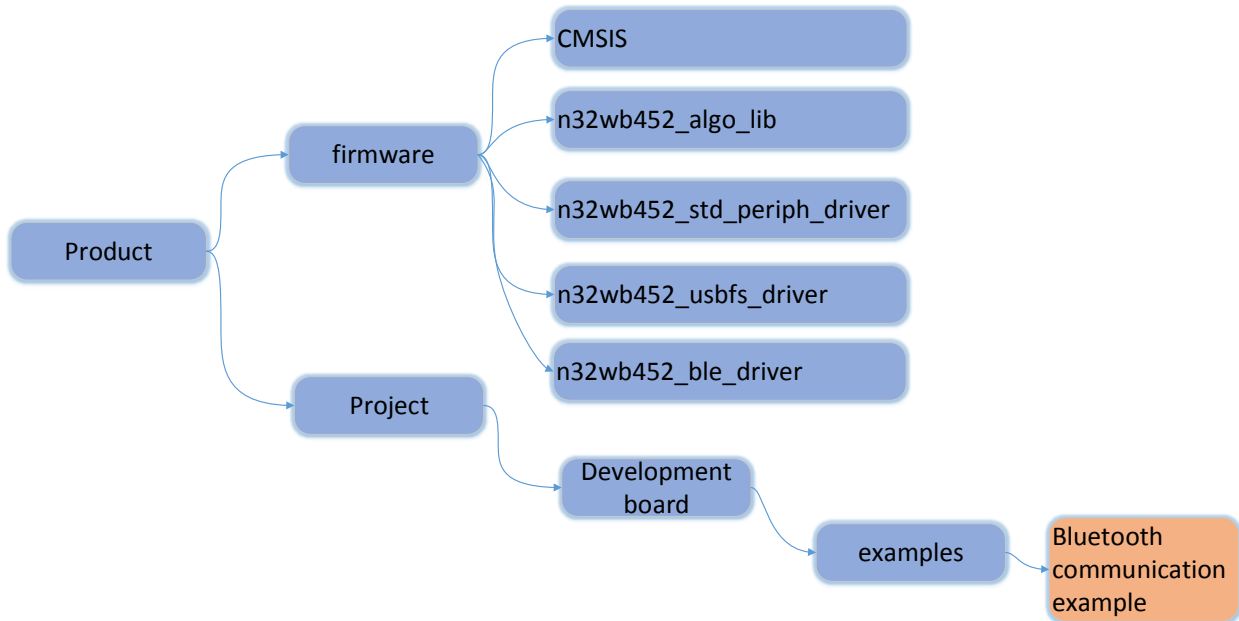 CMSIS
n32wb452_algo_lib
firmware
n32wb452_std_periph_driver
Product
n32wb452_usbfs_driver
n32wb452_ble_driver
Project
Development
board
examples
Bluetooth
communication
example